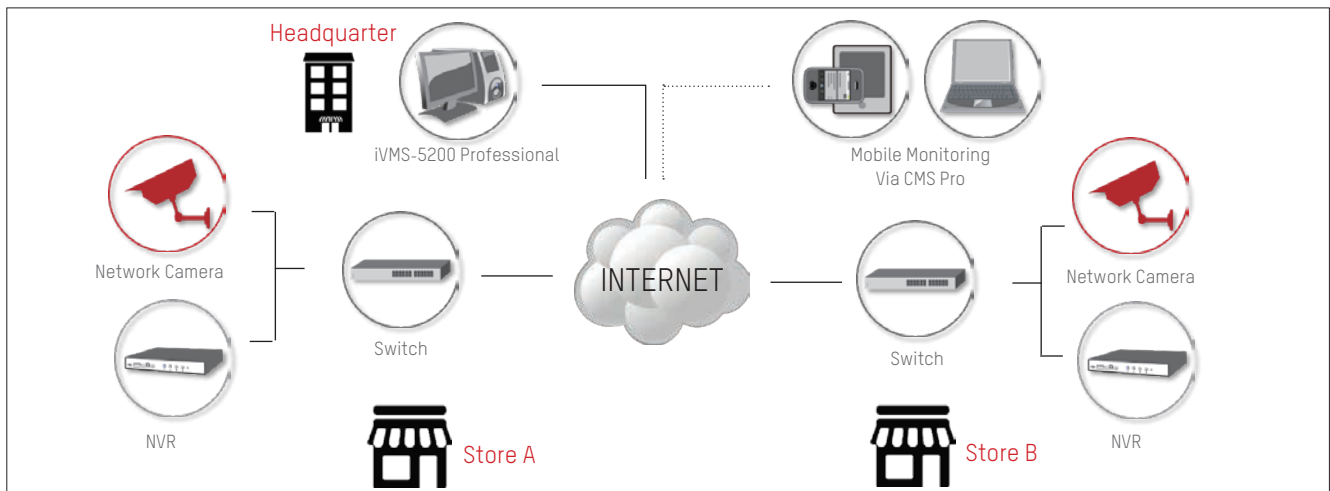 Headquarter
iVMS-5200 Professional
Mobile Monitoring
Via CMS Pro
Network Camera
Network Camera
INTERNET
Switch
Switch
NVR
NVR
Store A
Store B